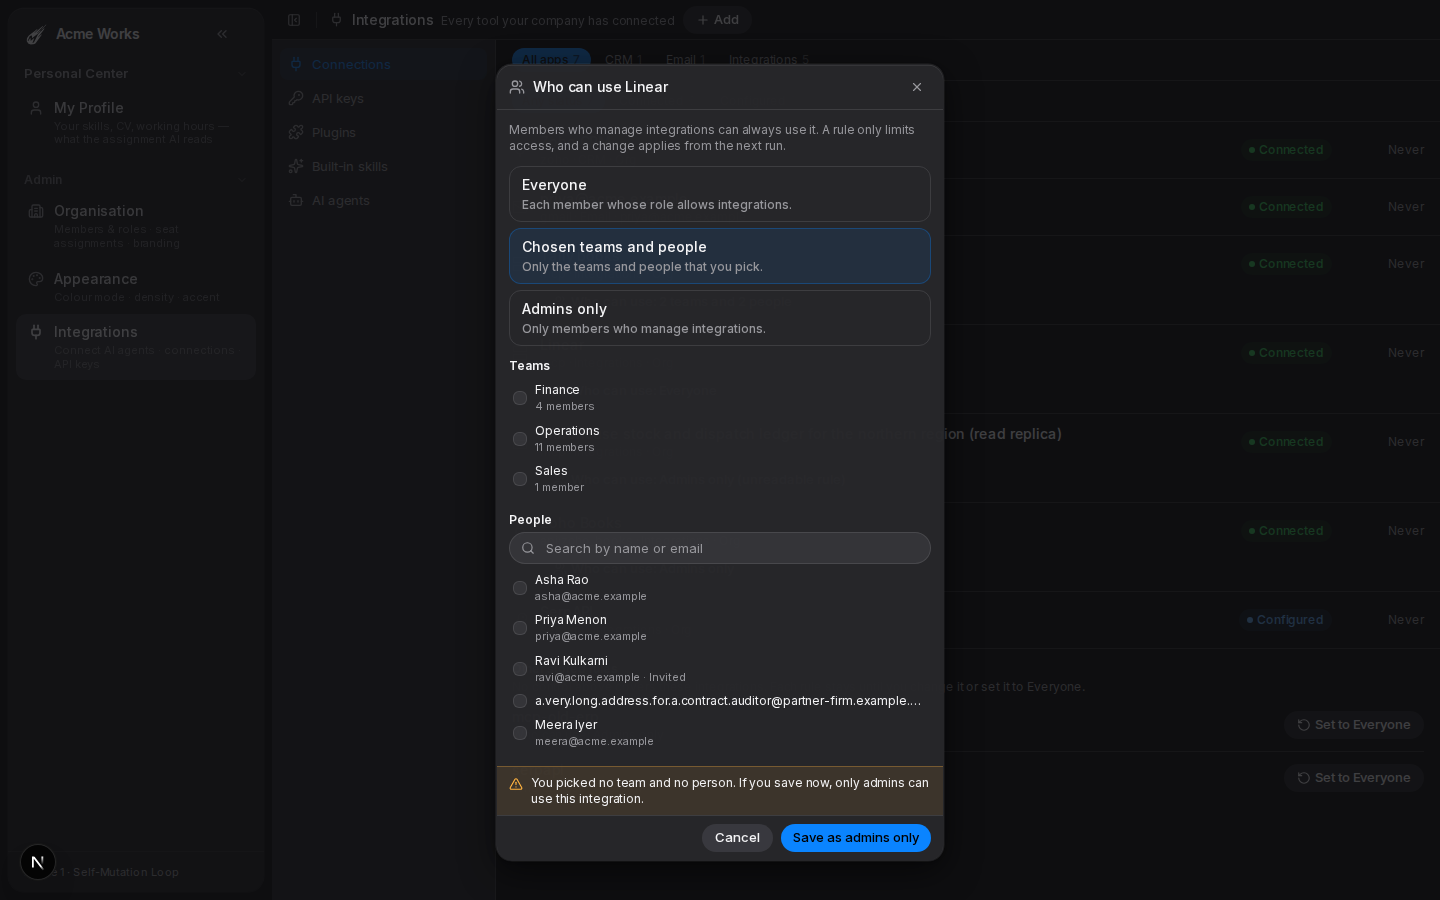 Acme Works
Personal Center
My Profile
Your skills, CV, working hours —
what the assignment AI reads
Admin
Organisation
Members & roles · seat
assignments · branding
Appearance
Colour mode · density · accent
Integrations
Connect AI agents · connections
API keys
1 · Self-Mutation Loop
Integrations Every tool your company has connected + Add
Connections
API keys
Plugins
Built-in skills
AI agents
All apps 7 CRM 1 Email 1 Integrations 5
Who can use Linear
Members who manage integrations can always use it. A rule only limits
access, and a change applies from the next run.
Everyone
Each member whose role allows integrations.
Chosen teams and people
Only the teams and people that you pick.
Admins only
Only members who manage integrations.
Teams
Finance
4 members
Operations
11 members
Sales
1 member
People
Search by name or email
Asha Rao
asha@acme.example
Priya Menon
priya@acme.example
Ravi Kulkarni
ravi@acme.example · Invited
a.very.long.address.for.a.contract.auditor@partner-firm.example.…
Meera Iyer
meera@acme.example
You picked no team and no person. If you save now, only admins can
use this integration.
Cancel Save as admins only
Connected Never
Connected Never
Connected Never
Connected Never
(read replica)
Connected Never
Connected Never
Configured Never
it or set it to Everyone.
Set to Everyone
Set to Everyone